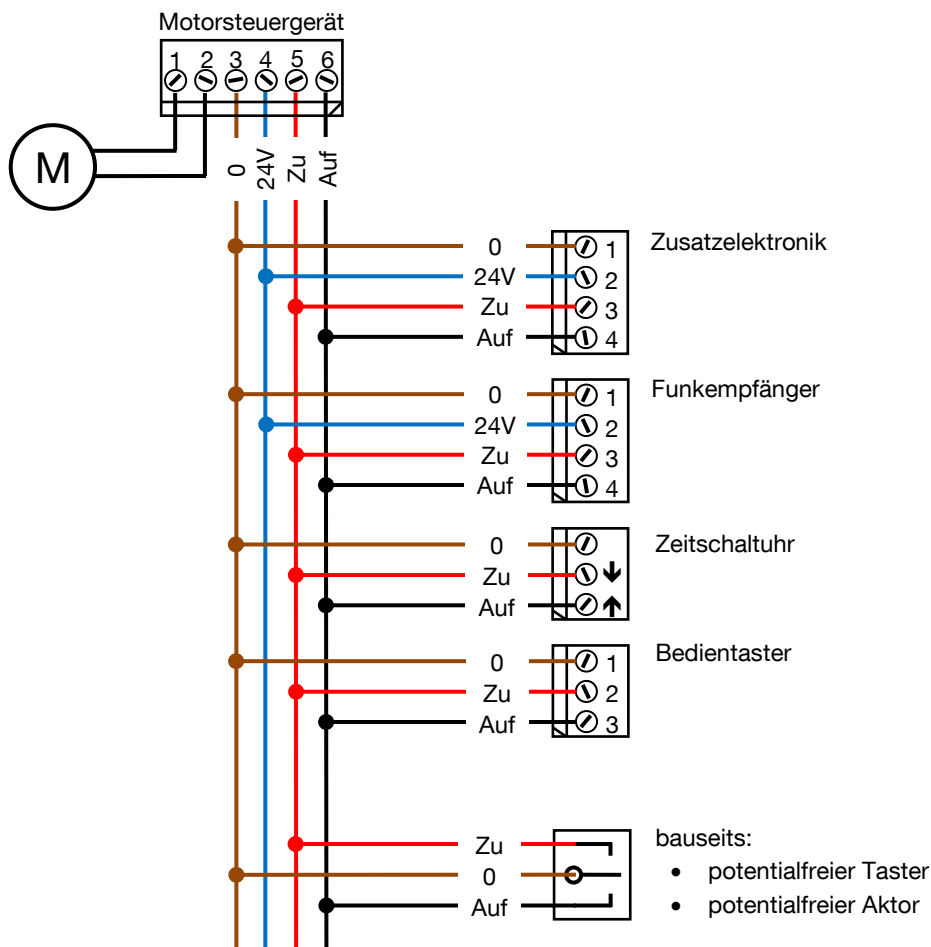 Motorsteuergerät
1 2 3 4 5 6
M
0 24V Zu Auf
0 1 Zusatzelektronik
24V 2
Zu 3
Auf 4
0 1 Funkempfänger
24V 2
Zu 3
Auf 4
0 Zeitschaltuhr
Zu
Auf
0 1 Bedientaster
Zu 2
Auf 3
Zu bauseits:
0 • potentialfreier Taster
Auf • potentialfreier Aktor